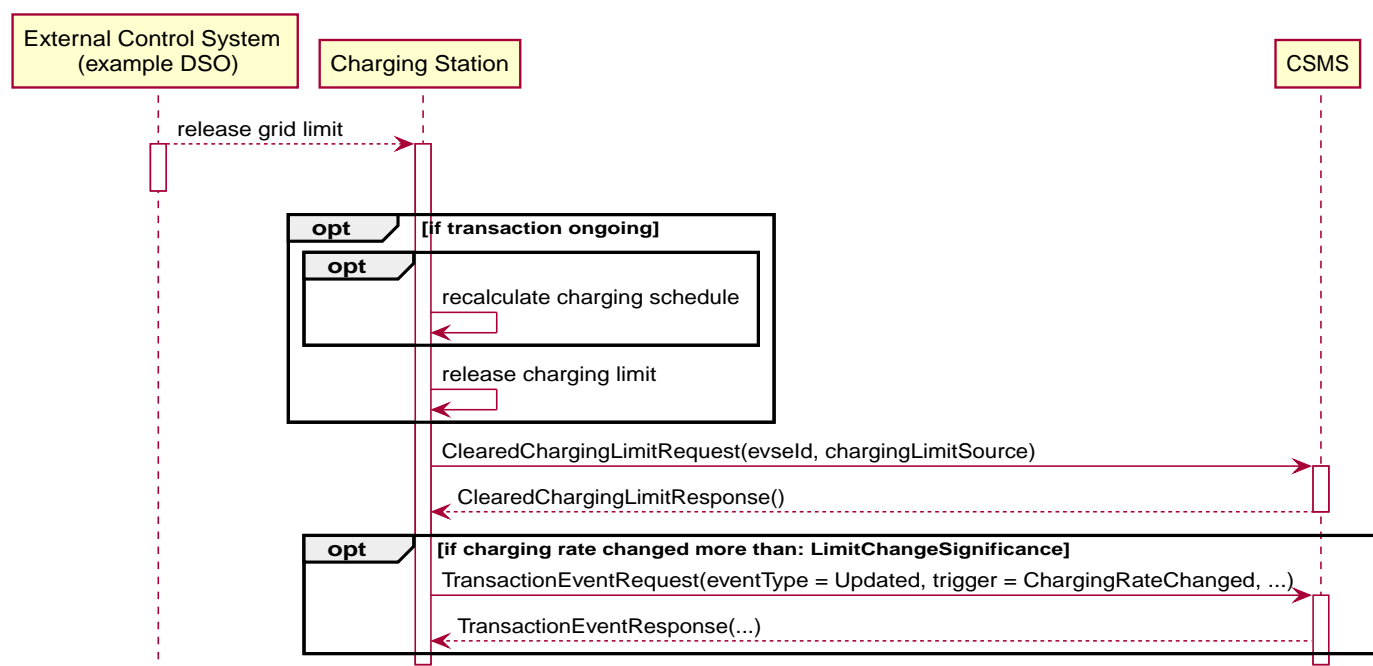 External Control System
(example DSO)
Charging Station
CSMS
release grid limit
opt
[if transaction ongoing]
opt
recalculate charging schedule
release charging limit
ClearedChargingLimitRequest(evseId, chargingLimitSource)
ClearedChargingLimitResponse()
opt
[if charging rate changed more than: LimitChangeSignificance]
TransactionEventRequest(eventType = Updated, trigger = ChargingRateChanged, ...)
TransactionEventResponse(...)